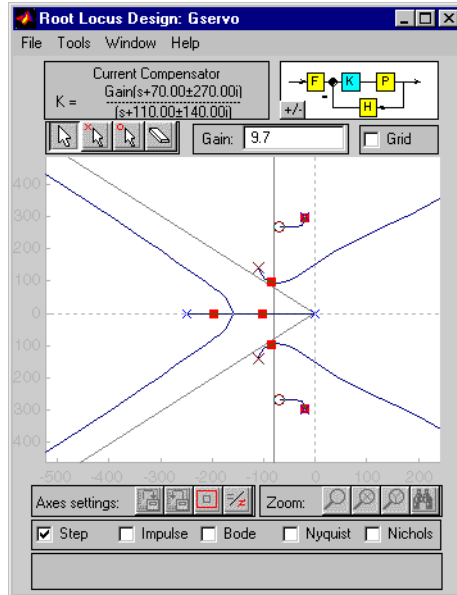 Root Locus Design: Gservo
File Tools Window Help
Current Compensator
K = Gain(s+70.00±270.00i)
(s+110.00±140.00i)
F K P
H
+/-
Gain: 9.7
Grid
400
300
200
100
0
100
200
300
400
-500 -400 -300 -200 -100 0 100 200
Axes settings: Zoom: X Y
Step Impulse Bode Nyquist Nichols